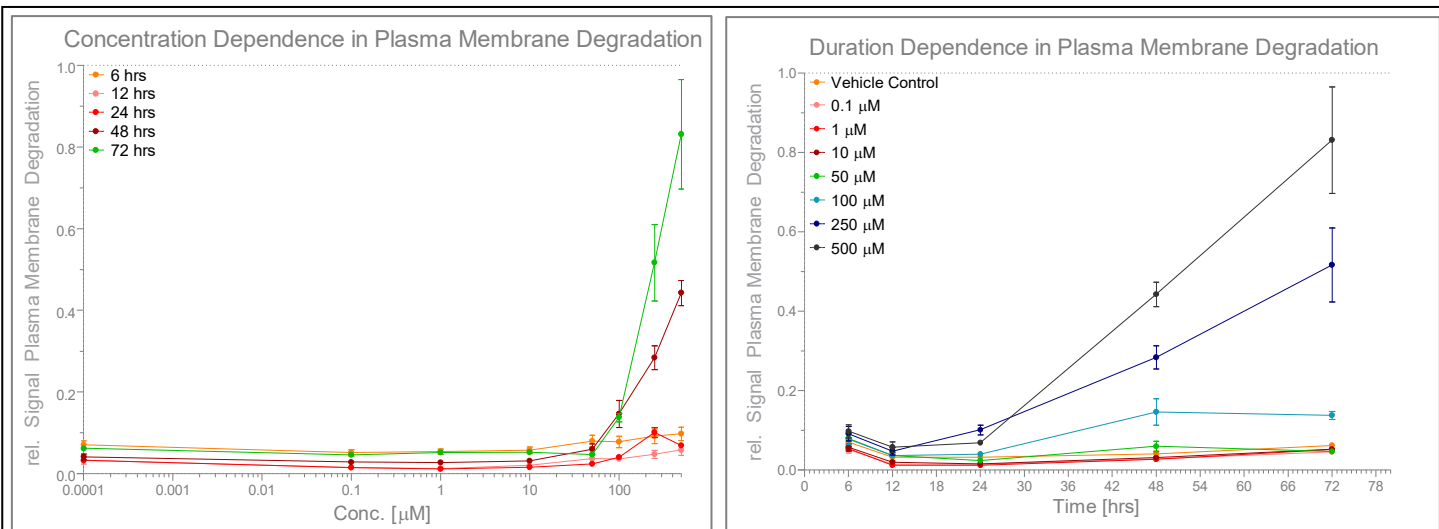 Concentration Dependence in Plasma Membrane Degradation
rel. Signal Plasma Membrane Degradation
1.0
0.8
0.6
0.4
0.2
0.0
6 hrs
12 hrs
24 hrs
48 hrs
72 hrs
0.0001 0.001 0.01 0.1 1 10 100
Conc. [μM]
Duration Dependence in Plasma Membrane Degradation
rel. Signal Plasma Membrane Degradation
1.0
0.8
0.6
0.4
0.2
0.0
Vehicle Control
0.1 μM
1 μM
10 μM
50 μM
100 μM
250 μM
500 μM
0 6 12 18 24 30 36 42 48 54 60 66 72 78
Time [hrs]